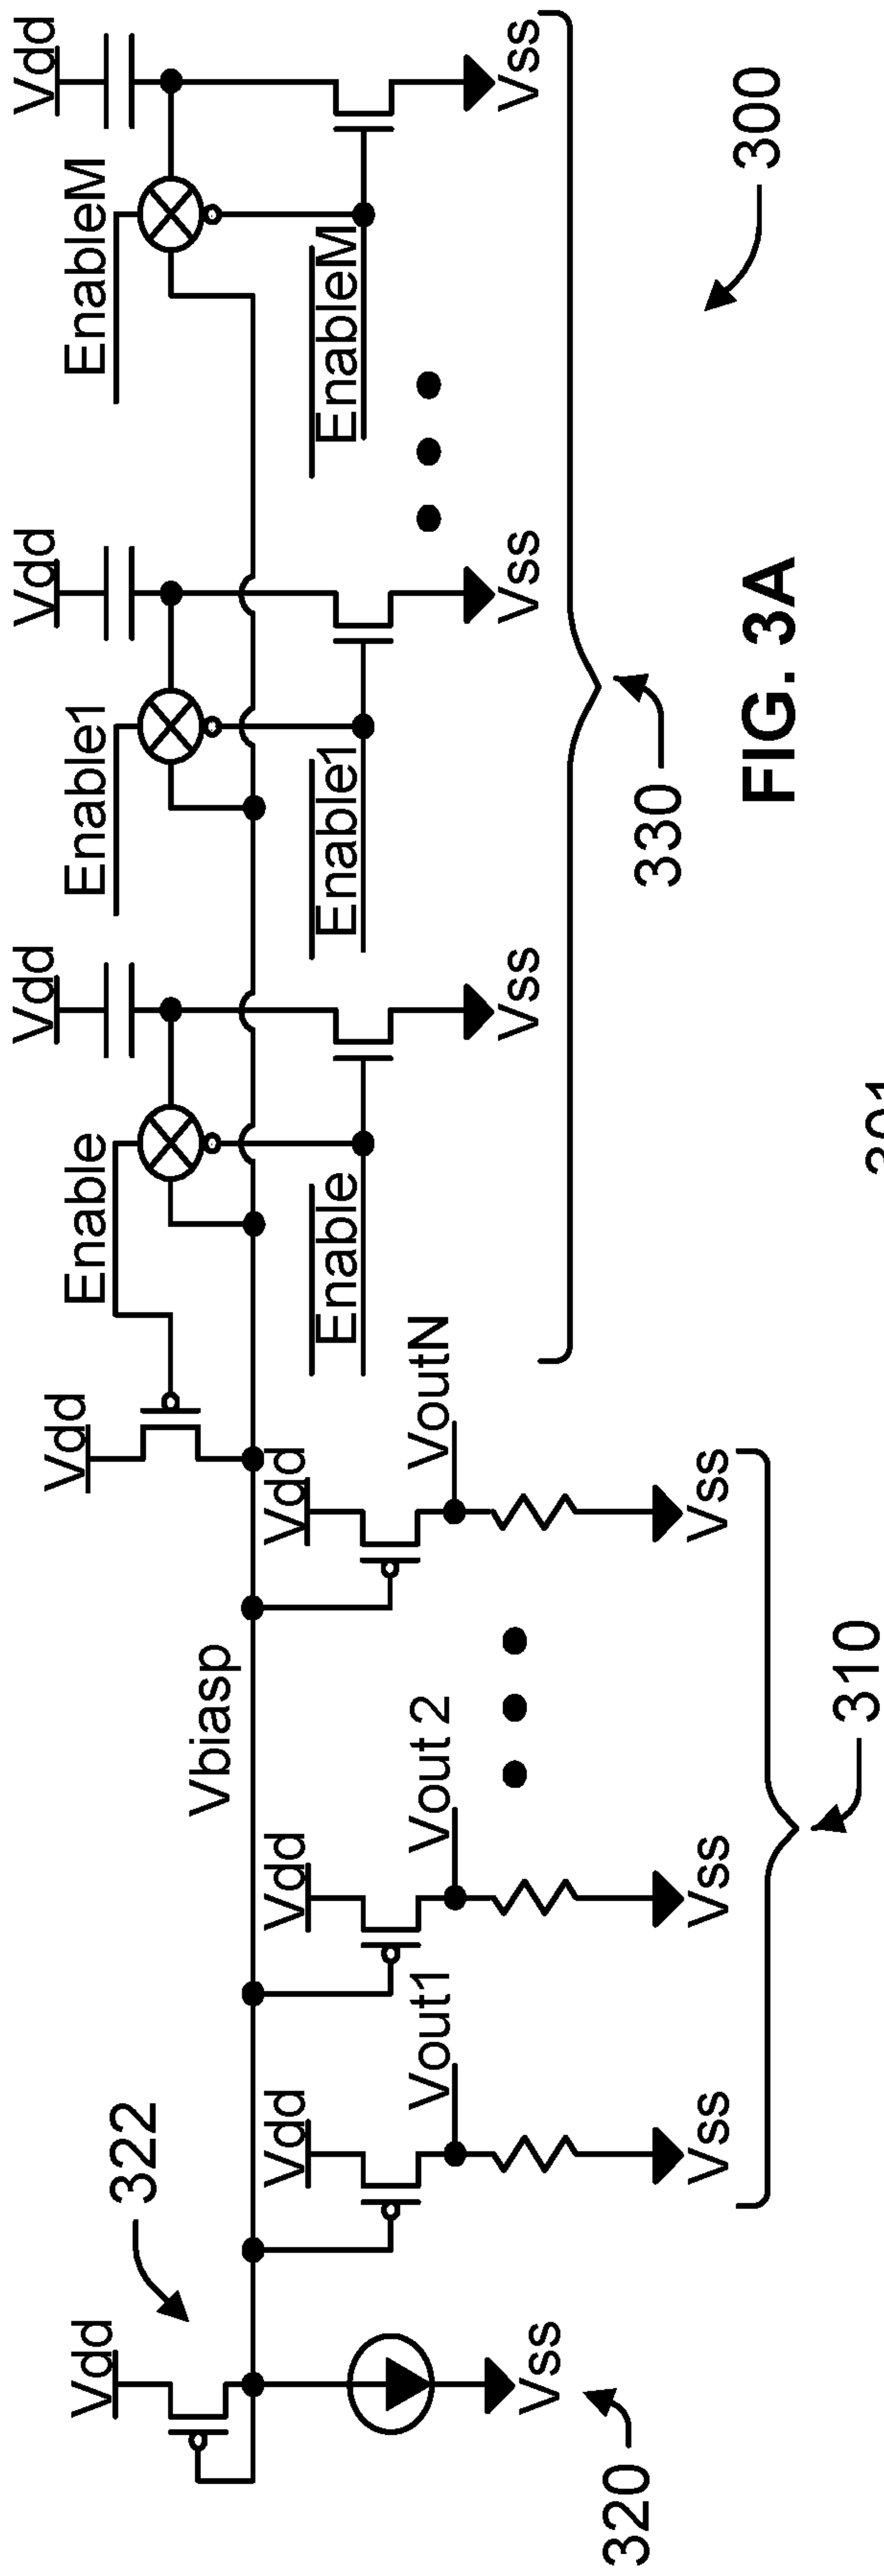 Vdd
Vdd
Vdd
Vdd
Vdd
Enable
Enable1
EnableM
322
Vbiasp
Vdd
Vdd
Vdd
Enable
Enable1
EnableM
Vout1
Vout 2
VoutN
Vss
Vss
Vss
Vss
320
330
Vss
Vss
Vss
300
FIG. 3A
310